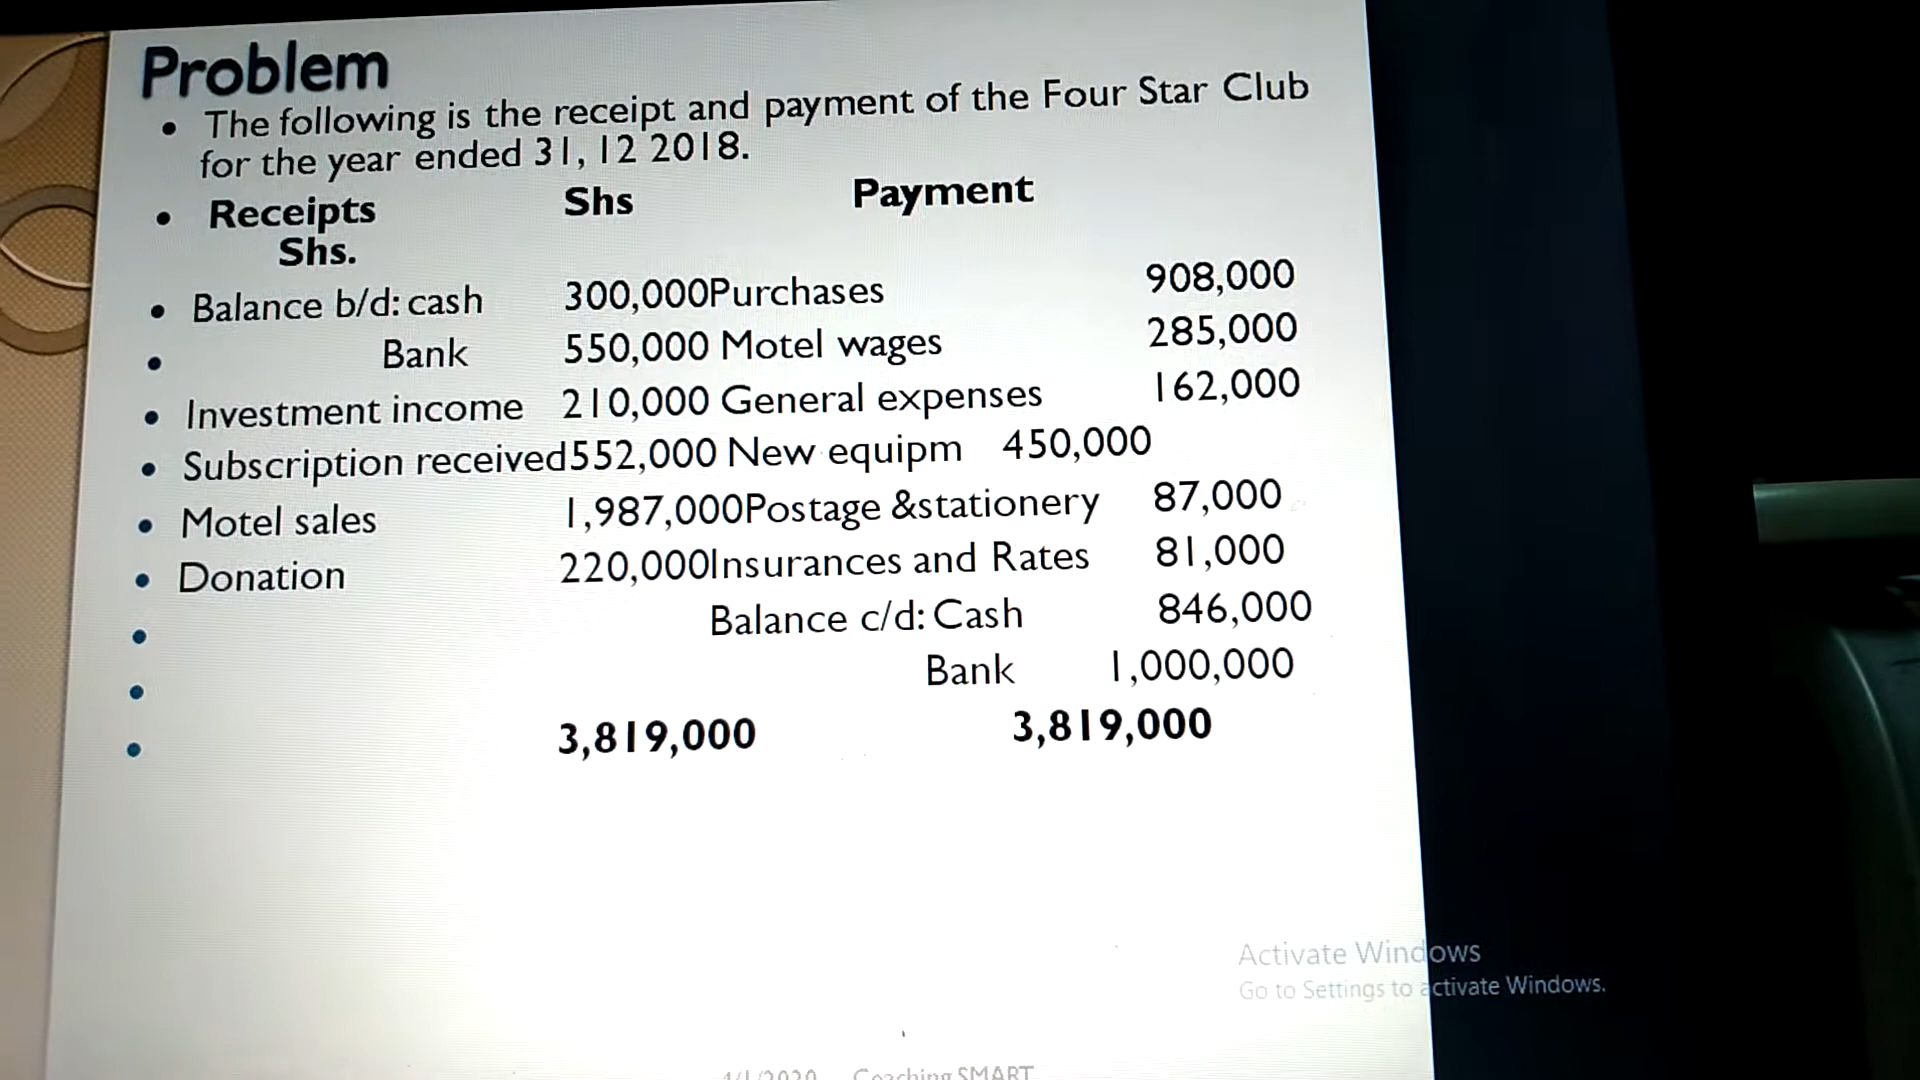 Problem
• The following is the receipt and payment of the Four Star Club
for the year ended 31, 12 2018.
• Receipts Shs Payment
Shs.
• Balance b/d: cash 300,000Purchases 908,000
• Bank 550,000 Motel wages 285,000
• Investment income 210,000 General expenses 162,000
• Subscription received552,000 New equipm 450,000
• Motel sales 1,987,000Postage &stationery 87,000
• Donation 220,000Insurances and Rates 81,000
• Balance c/d: Cash 846,000
• Bank 1,000,000
• 3,819,000 3,819,000
Activate Windows
Go to Settings to activate Windows.
4/1/2020 Coaching SMART